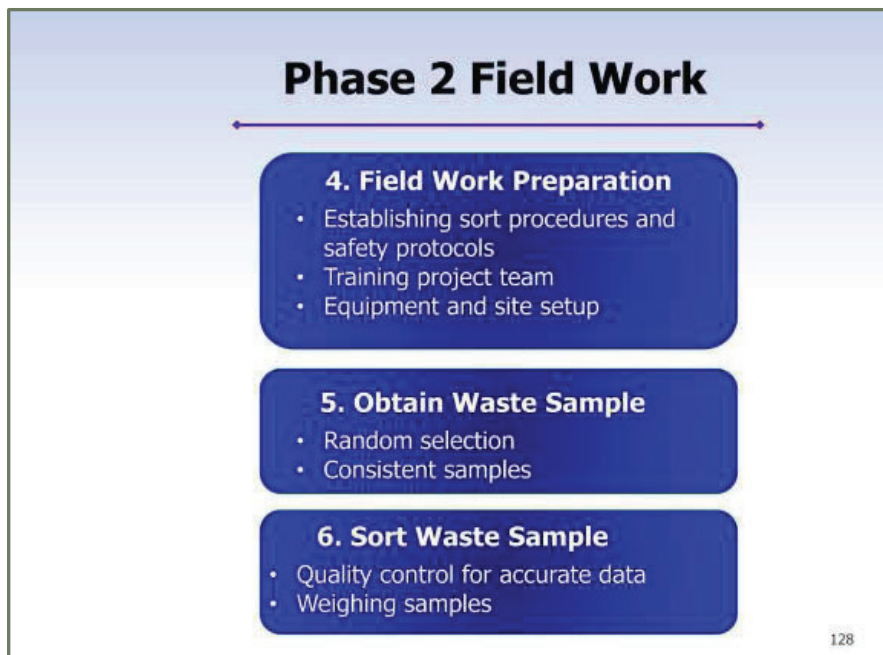 Phase 2 Field Work
4. Field Work Preparation
• Establishing sort procedures and
safety protocols
• Training project team
• Equipment and site setup
5. Obtain Waste Sample
• Random selection
• Consistent samples
6. Sort Waste Sample
• Quality control for accurate data
• Weighing samples
128